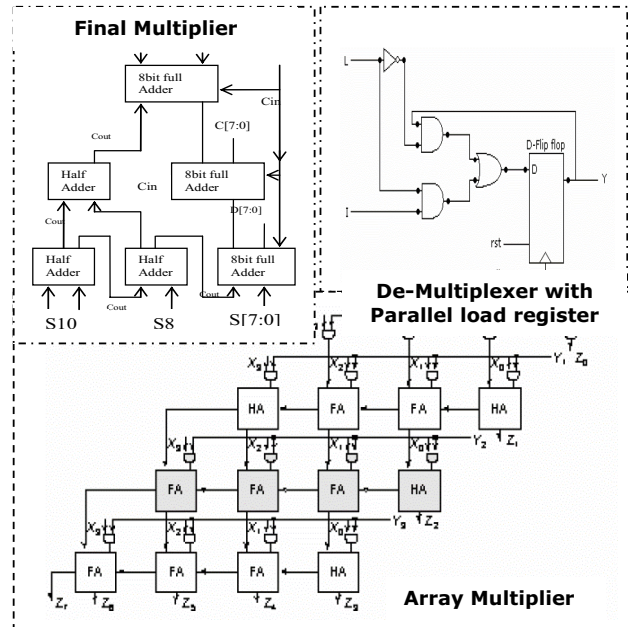 Final Multiplier
8bit full
Adder
Cin
C[7:0]
Cout
Half
Adder
Cin
8bit full
Adder
D[7:0]
Cout
Half
Adder
Half
Adder
8bit full
Adder
Cout
Cout
S10
S8
S[7:0]
L
D-Flip flop
D
Y
I
rst
De-Multiplexer with
Parallel load register
X3 X2 X1 X0 Y1 Z0
HA FA FA HA
X3 X2 X1 X0 Y2 Z1
FA FA FA HA
X3 X2 X1 X0 Y3 Z2
FA FA FA HA
Z7 Z6 Z5 Z4 Z3
Array Multiplier